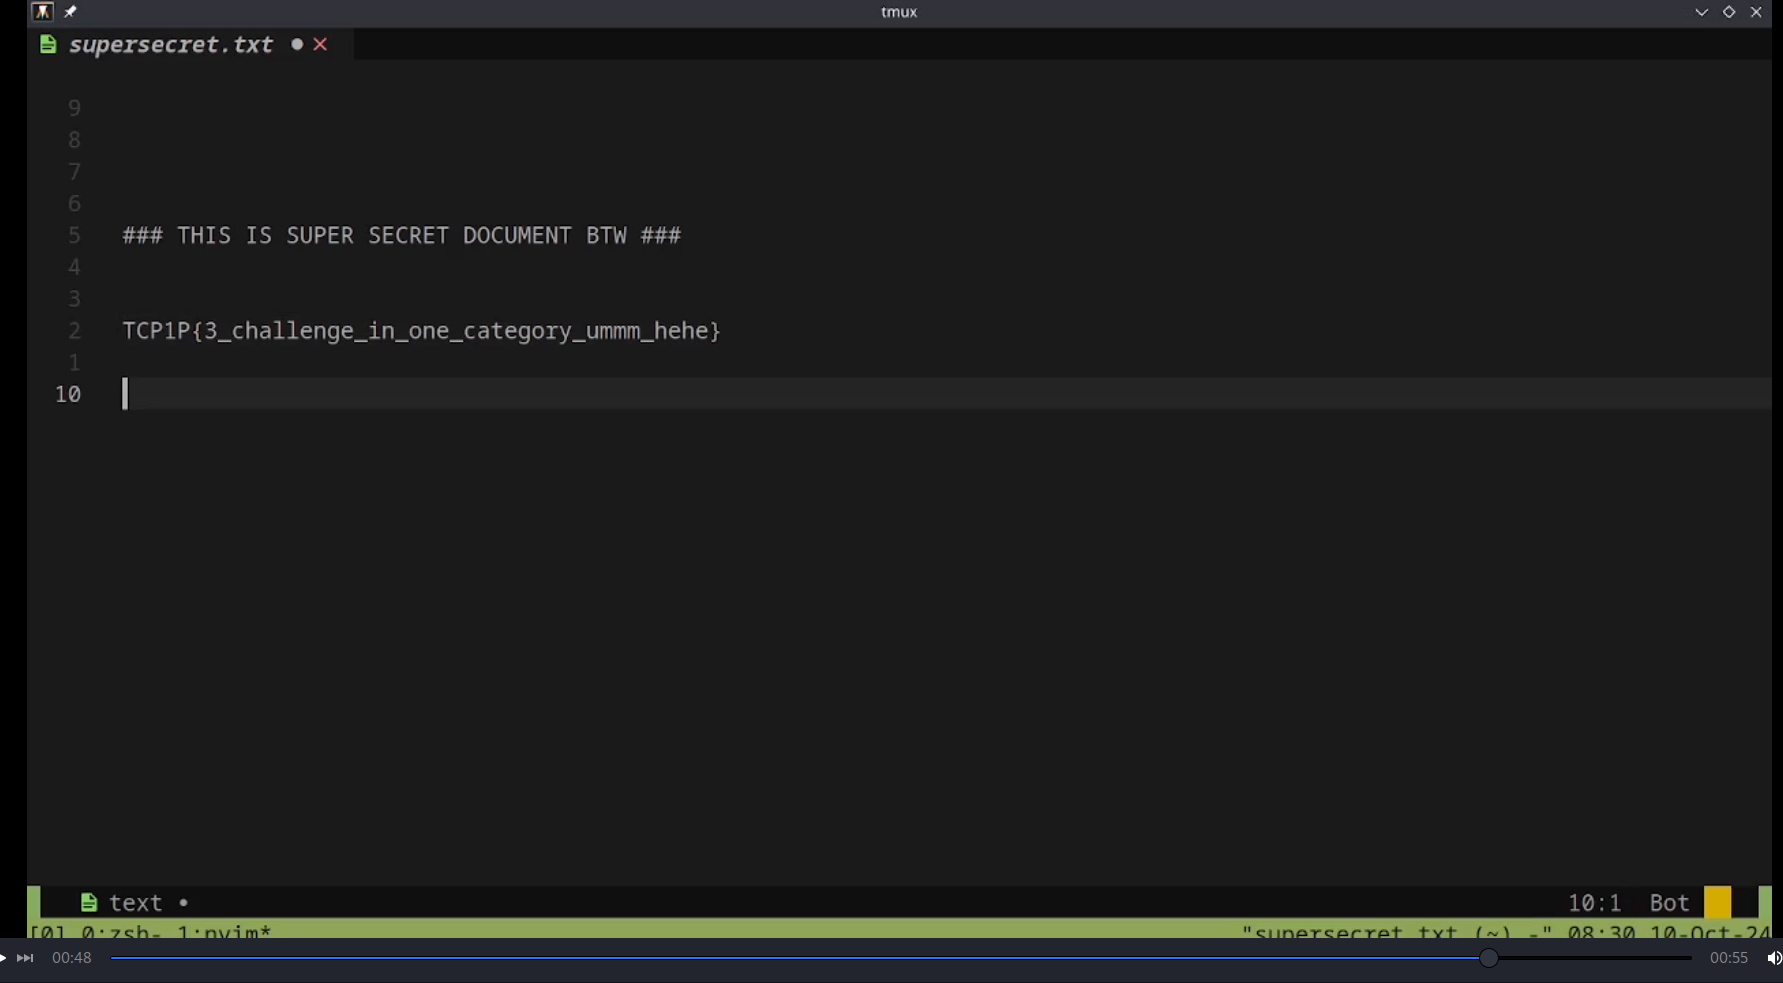 tmux
supersecret.txt
9
8
7
6
5 ### THIS IS SUPER SECRET DOCUMENT BTW ###
4
3
2 TCP1P{3_challenge_in_one_category_ummm_hehe}
1
10
text • 10:1 Bot
[0] 0:zsh- 1:nvim* "supersecret.txt (~) -" 08:30 10-Oct-24
00:48 00:55